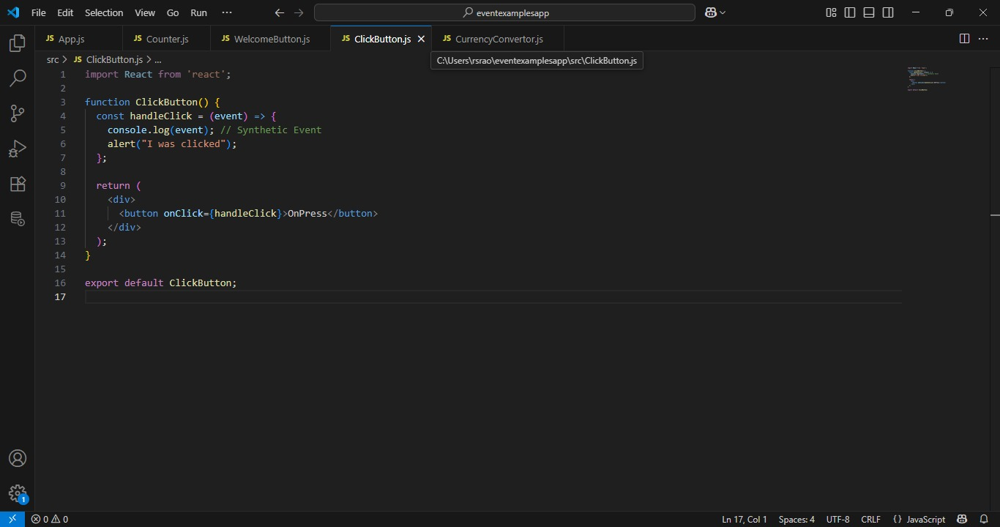 File Edit Selection View Go Run ··· eventexamplesapp
JS App.js JS Counter.js JS WelcomeButton.js JS ClickButton.js JS CurrencyConvertor.js
src > JS ClickButton.js > ...
C:\Users\rsrao\eventexamplesapp\src\ClickButton.js
1 import React from 'react';
2
3 function ClickButton() {
4 const handleClick = (event) => {
5 console.log(event); // Synthetic Event
6 alert("I was clicked");
7 };
8
9 return (
10 <div>
11 <button onClick={handleClick}>OnPress</button>
12 </div>
13 );
14 }
15
16 export default ClickButton;
17
1
0 0 Ln 17, Col 1 Spaces: 4 UTF-8 CRLF {} JavaScript